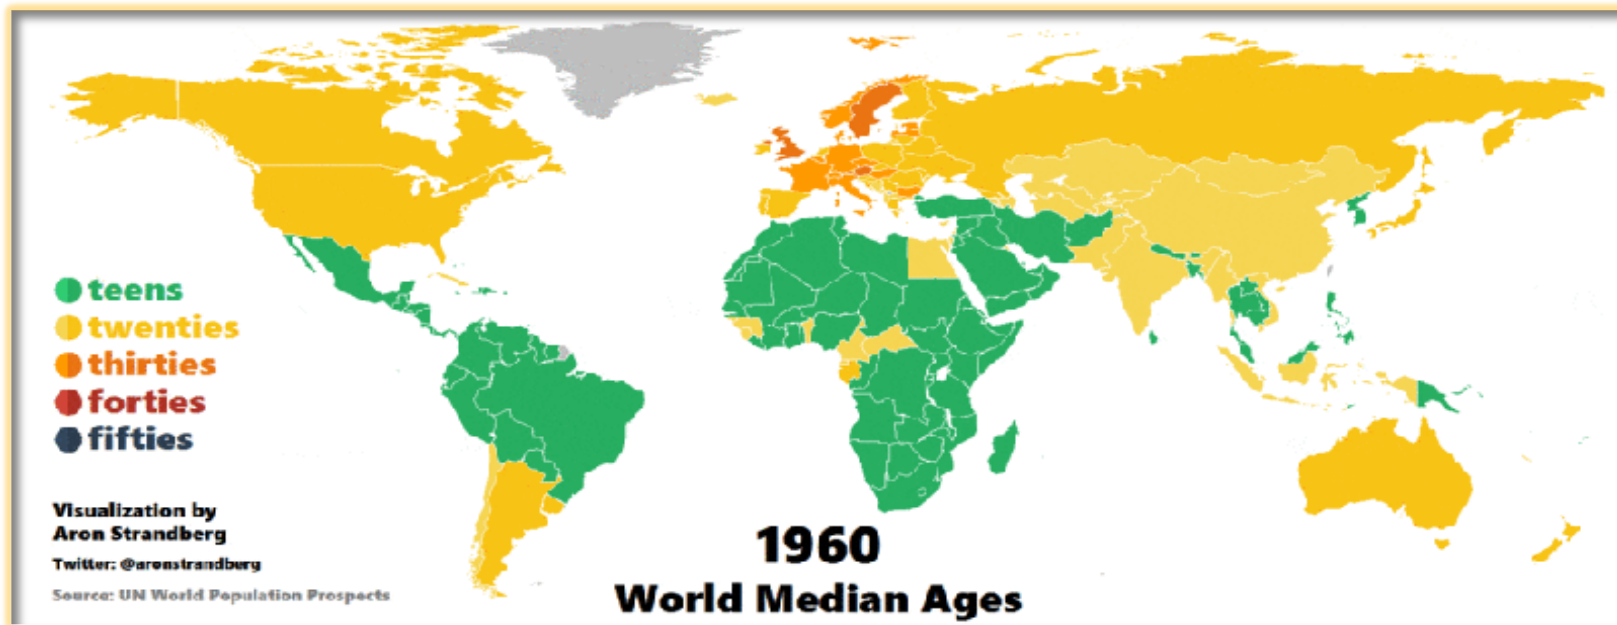 teens
twenties
thirties
forties
fifties
Visualization by
Aron Strandberg
Twitter: @aronstrandberg
Source: UN World Population Prospects
1960
World Median Ages